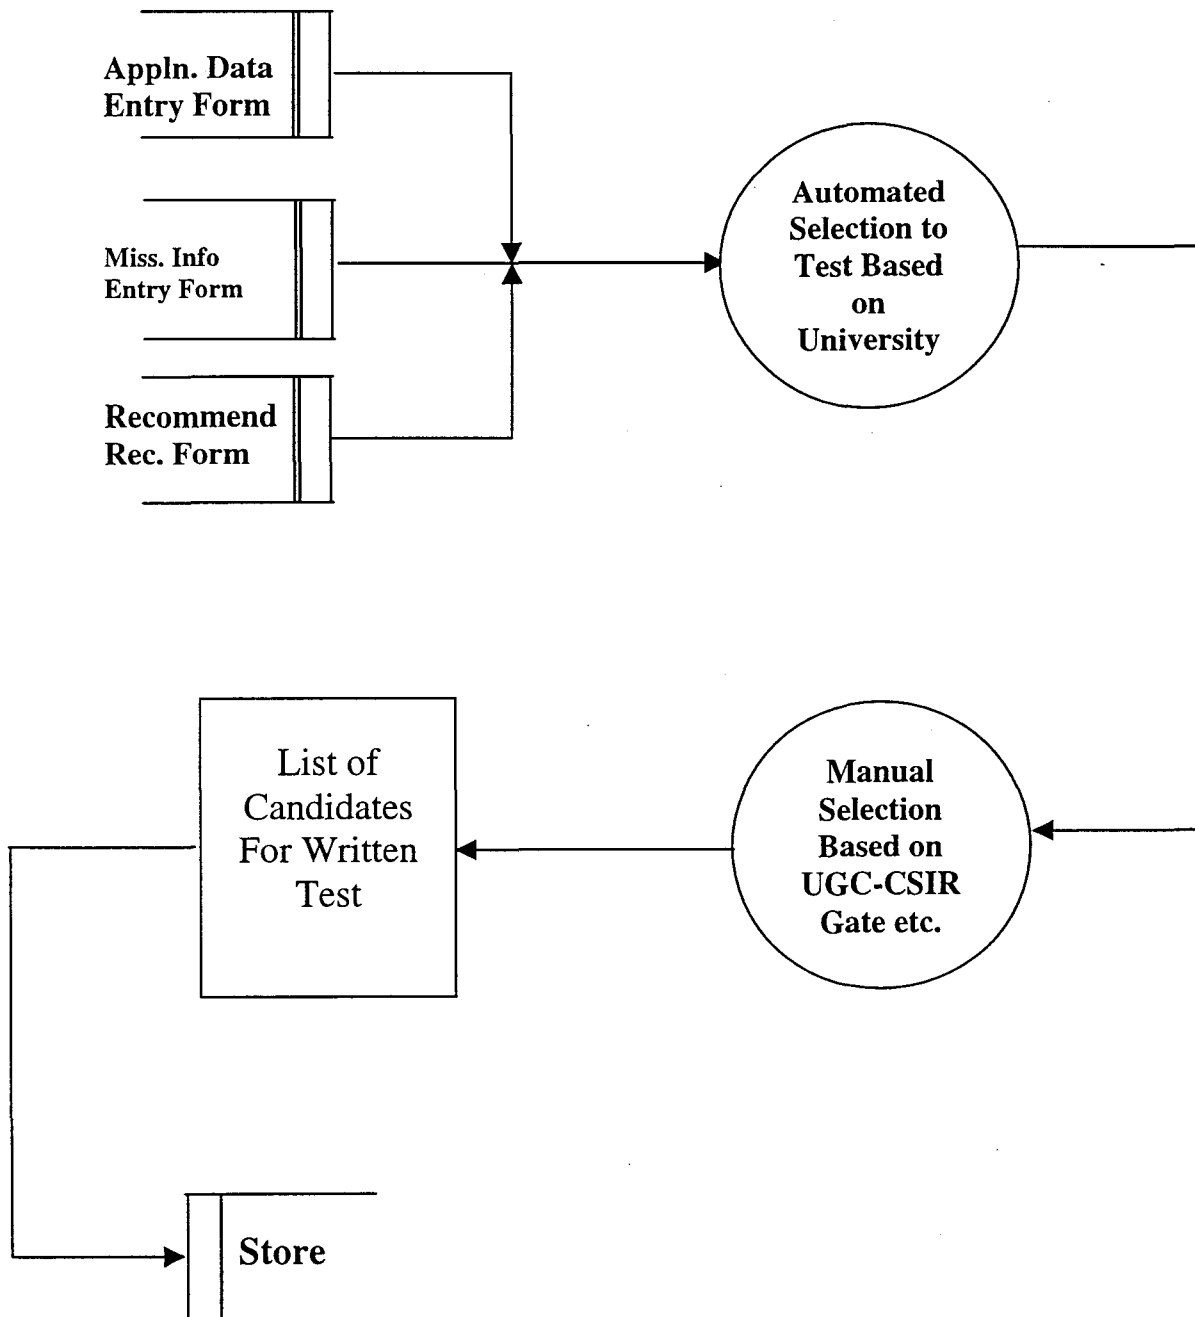 Appln. Data
Entry Form
Miss. Info
Entry Form
Recommend
Rec. Form
Automated
Selection to
Test Based
on
University
List of
Candidates
For Written
Test
Manual
Selection
Based on
UGC-CSIR
Gate etc.
Store